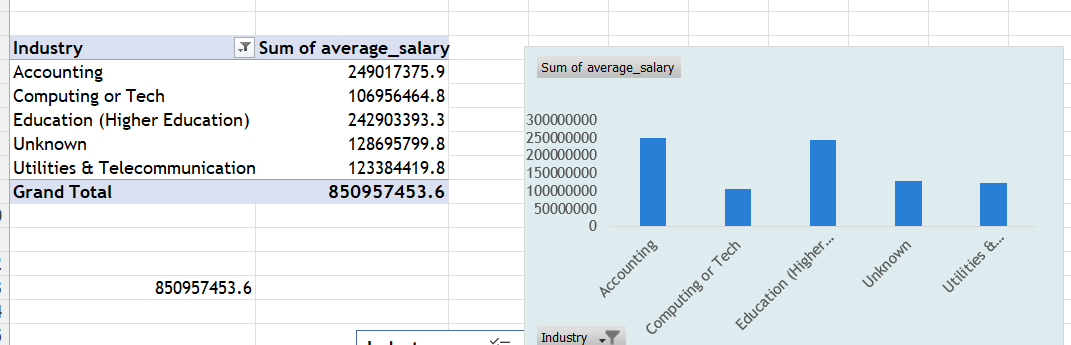 Industry Sum of average_salary
Accounting 249017375.9
Computing or Tech 106956464.8
Education (Higher Education) 242903393.3
Unknown 128695799.8
Utilities & Telecommunication 123384419.8
Grand Total 850957453.6
850957453.6
Sum of average_salary
300000000
250000000
200000000
150000000
100000000
50000000
0
Accounting
Computing or Tech
Education (Higher...
Unknown
Utilities &...
Industry